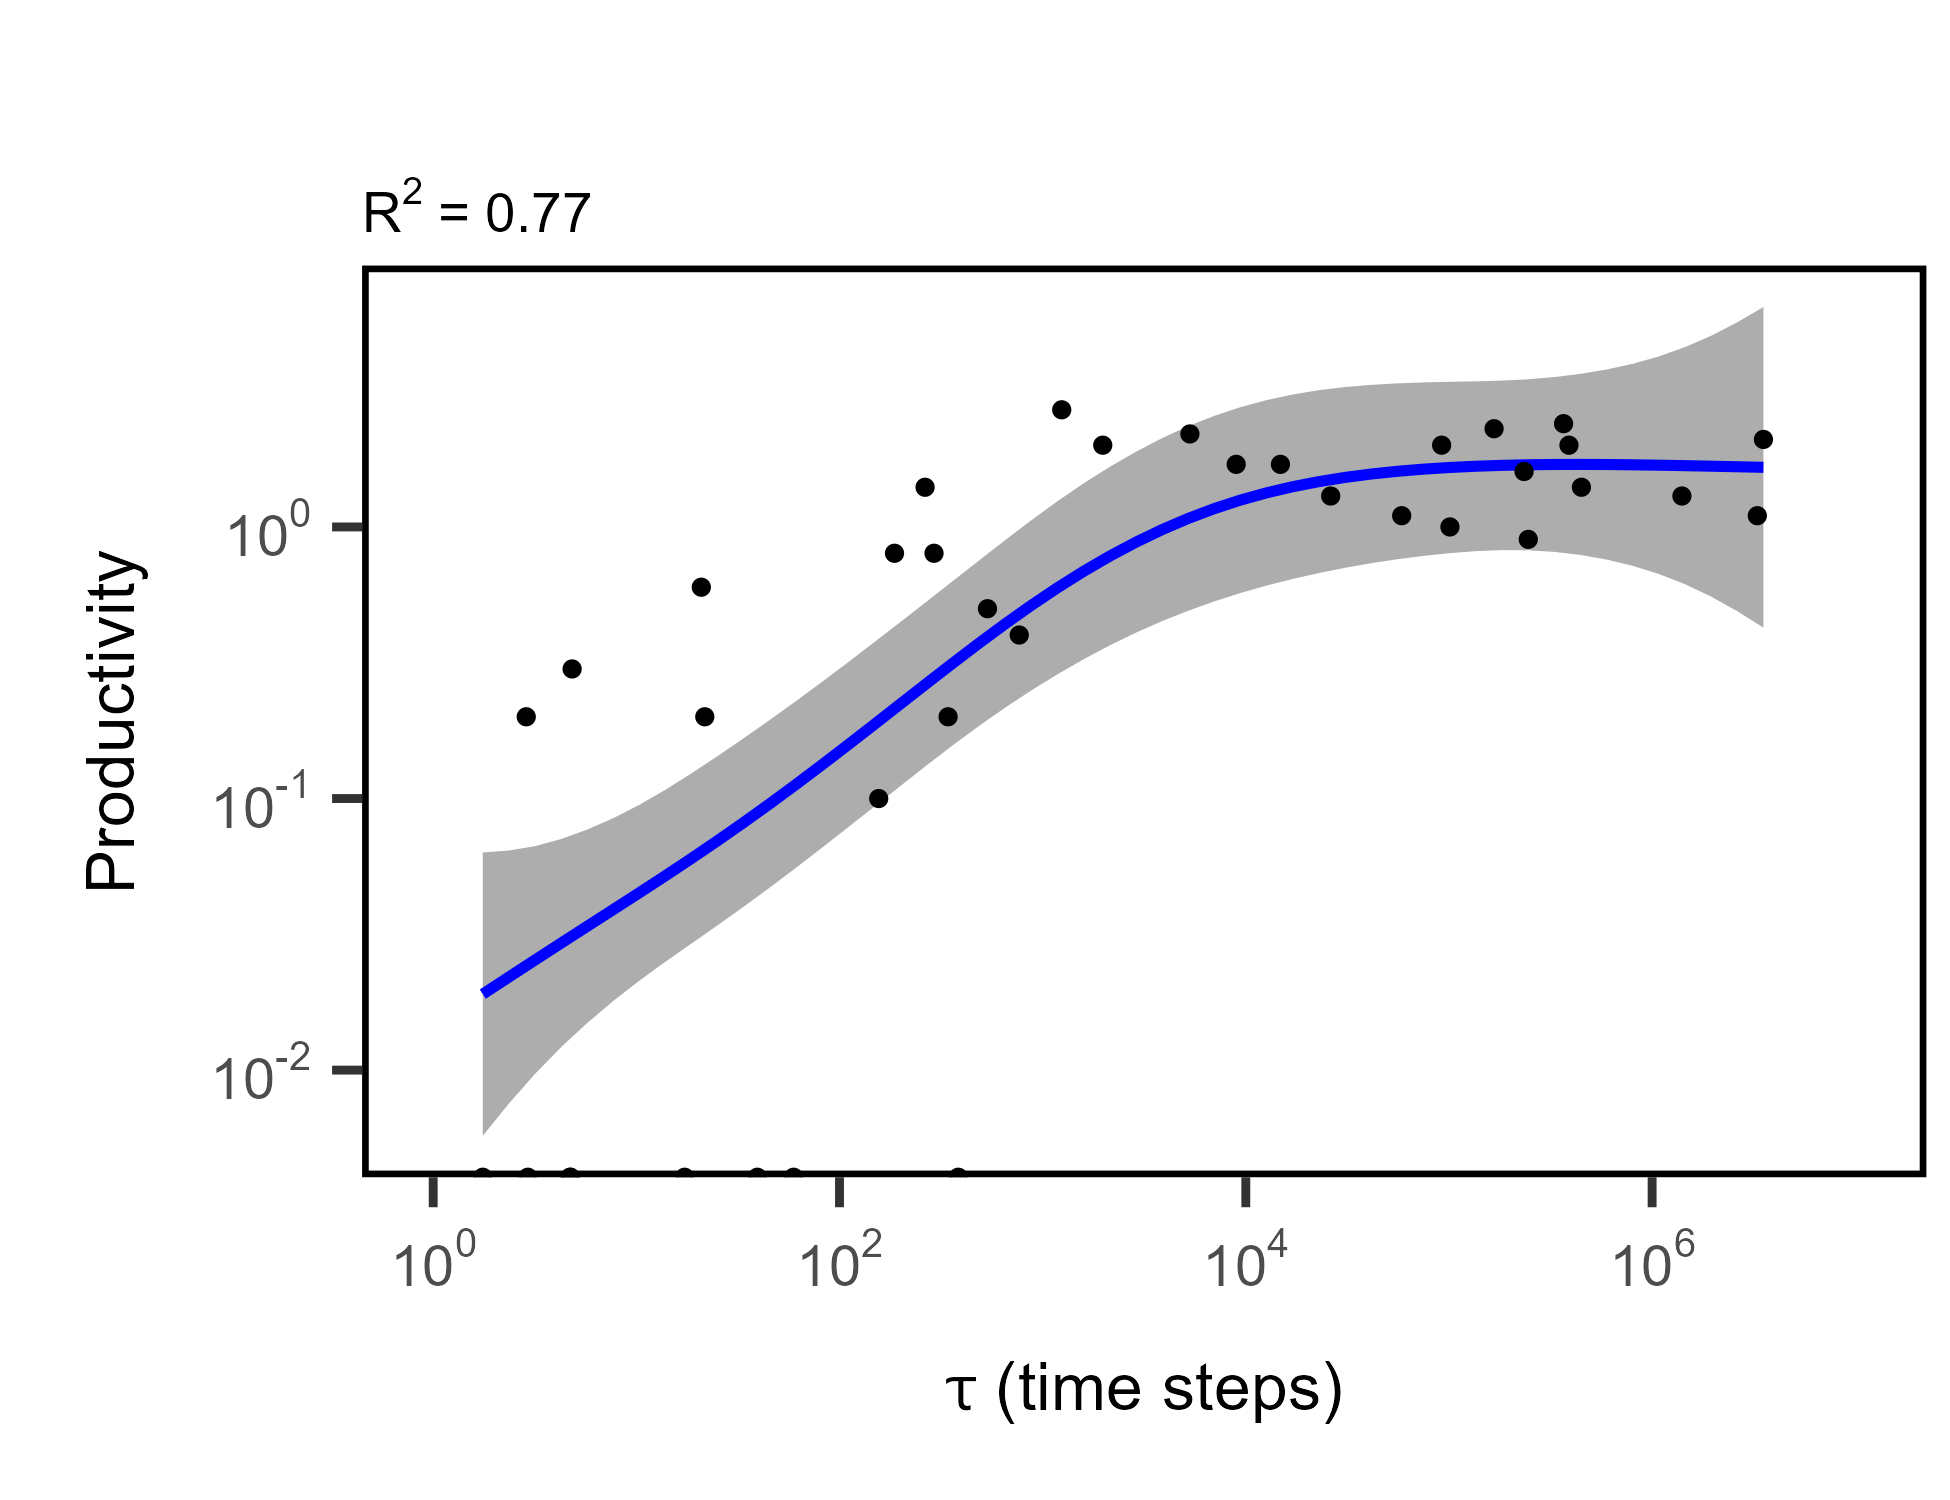 R² = 0.77
Productivity
10⁰
10⁻¹
10⁻²
10⁰ 10² 10⁴ 10⁶
τ (time steps)